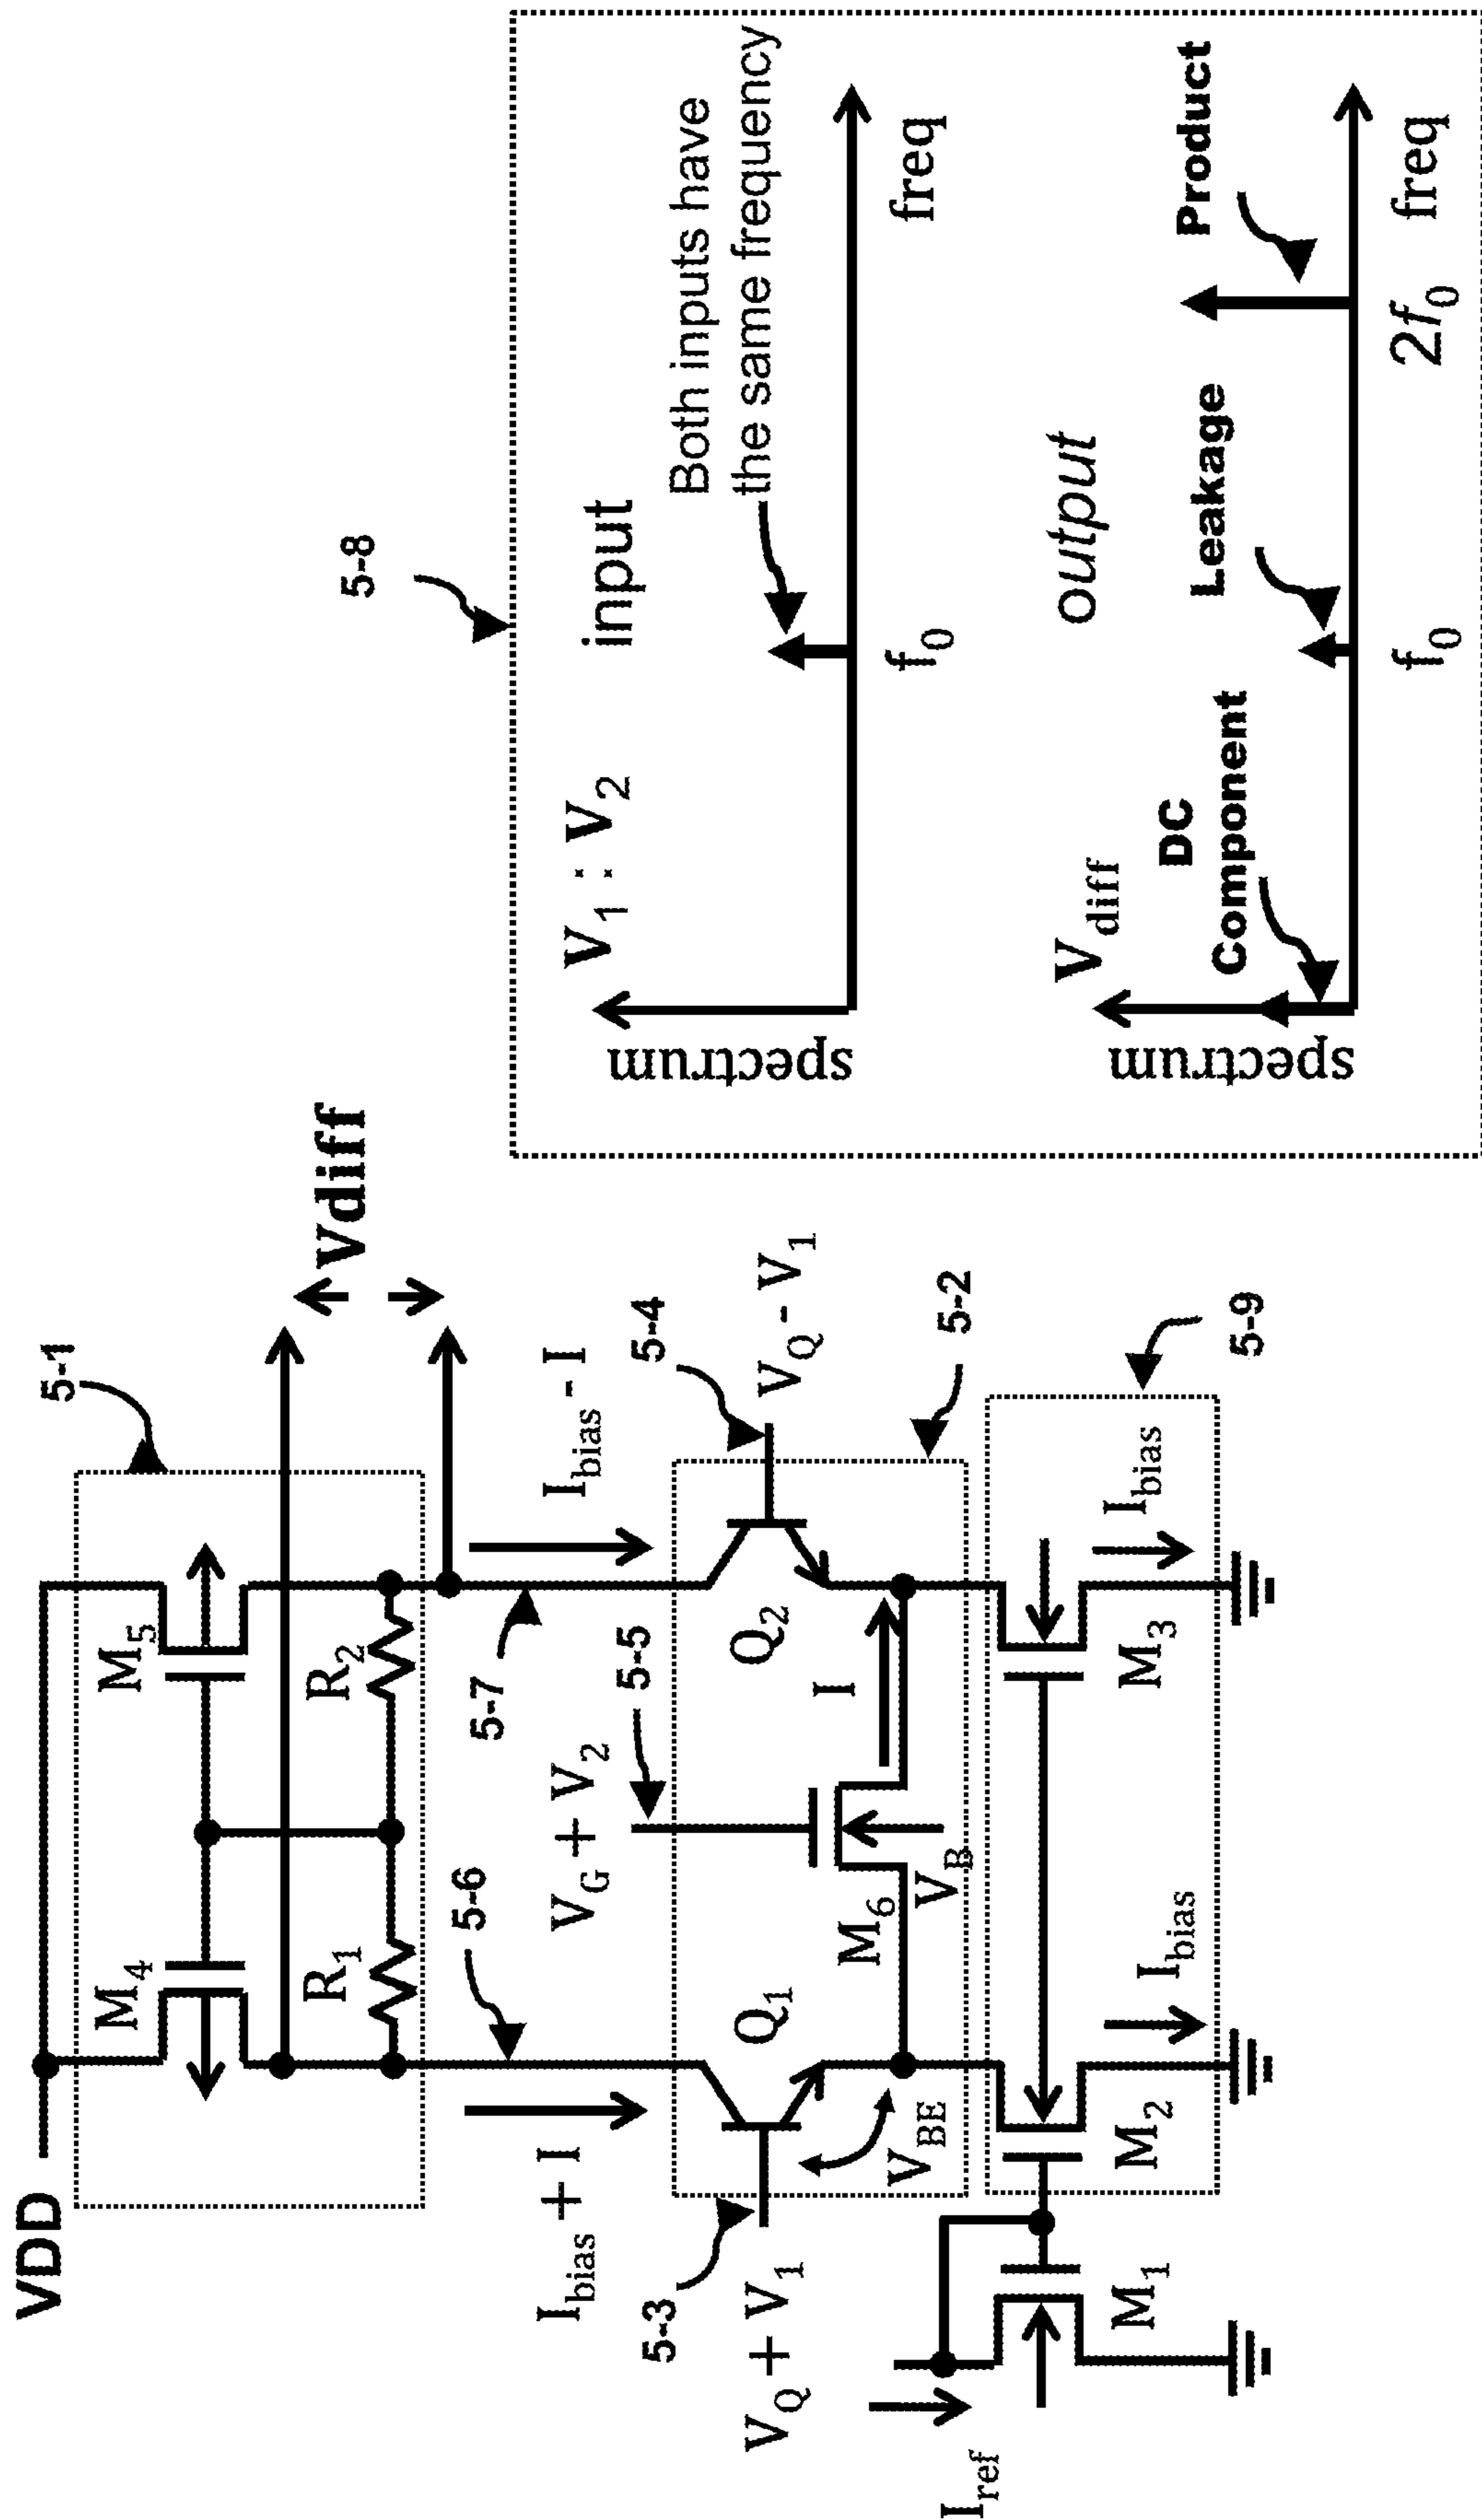 VDD
5-1
M4
M5
R1
R2
Vdiff
Ibias + I
5-6
5-7
Ibias - I
VG + V2
5-5
5-4
5-3
VQ + V1
Q1
Q2
VQ - V1
VBE
M6
I
VB
5-2
Iref
M1
M2
M3
Ibias
Ibias
5-9
5-8
V1 : V2
input
Both inputs have
the same frequency
spectrum
f0
freq
Vdiff
output
DC
Component
Leakage
Product
spectrum
f0
2f0
freq